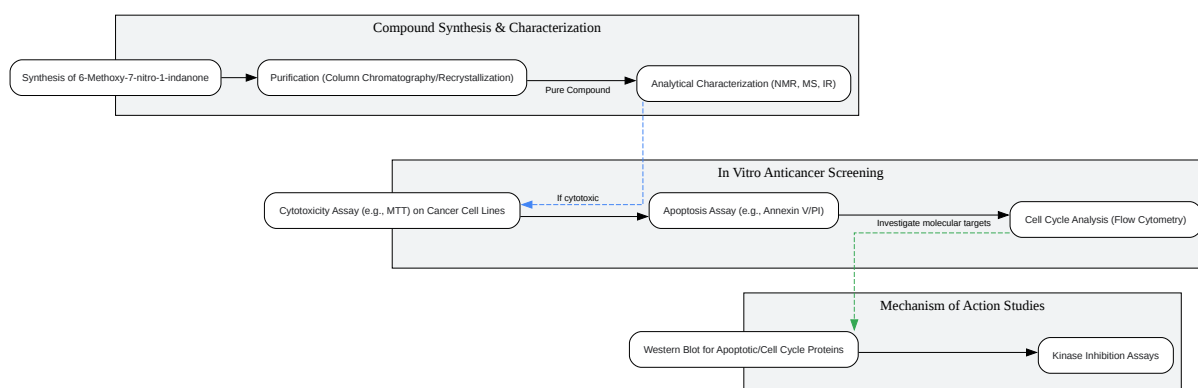 Compound Synthesis & Characterization
Synthesis of 6-Methoxy-7-nitro-1-indanone
Purification (Column Chromatography/Recrystallization)
Pure Compound
Analytical Characterization (NMR, MS, IR)
In Vitro Anticancer Screening
Cytotoxicity Assay (e.g., MTT) on Cancer Cell Lines
If cytotoxic
Apoptosis Assay (e.g., Annexin V/PI)
Investigate molecular targets
Cell Cycle Analysis (Flow Cytometry)
Mechanism of Action Studies
Western Blot for Apoptotic/Cell Cycle Proteins
Kinase Inhibition Assays